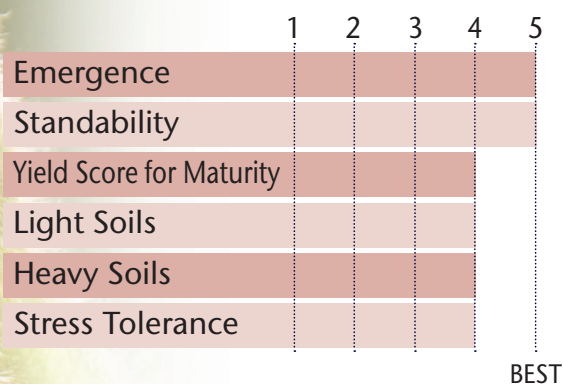 1 2 3 4 5
Emergence
Standability
Yield Score for Maturity
Light Soils
Heavy Soils
Stress Tolerance
BEST